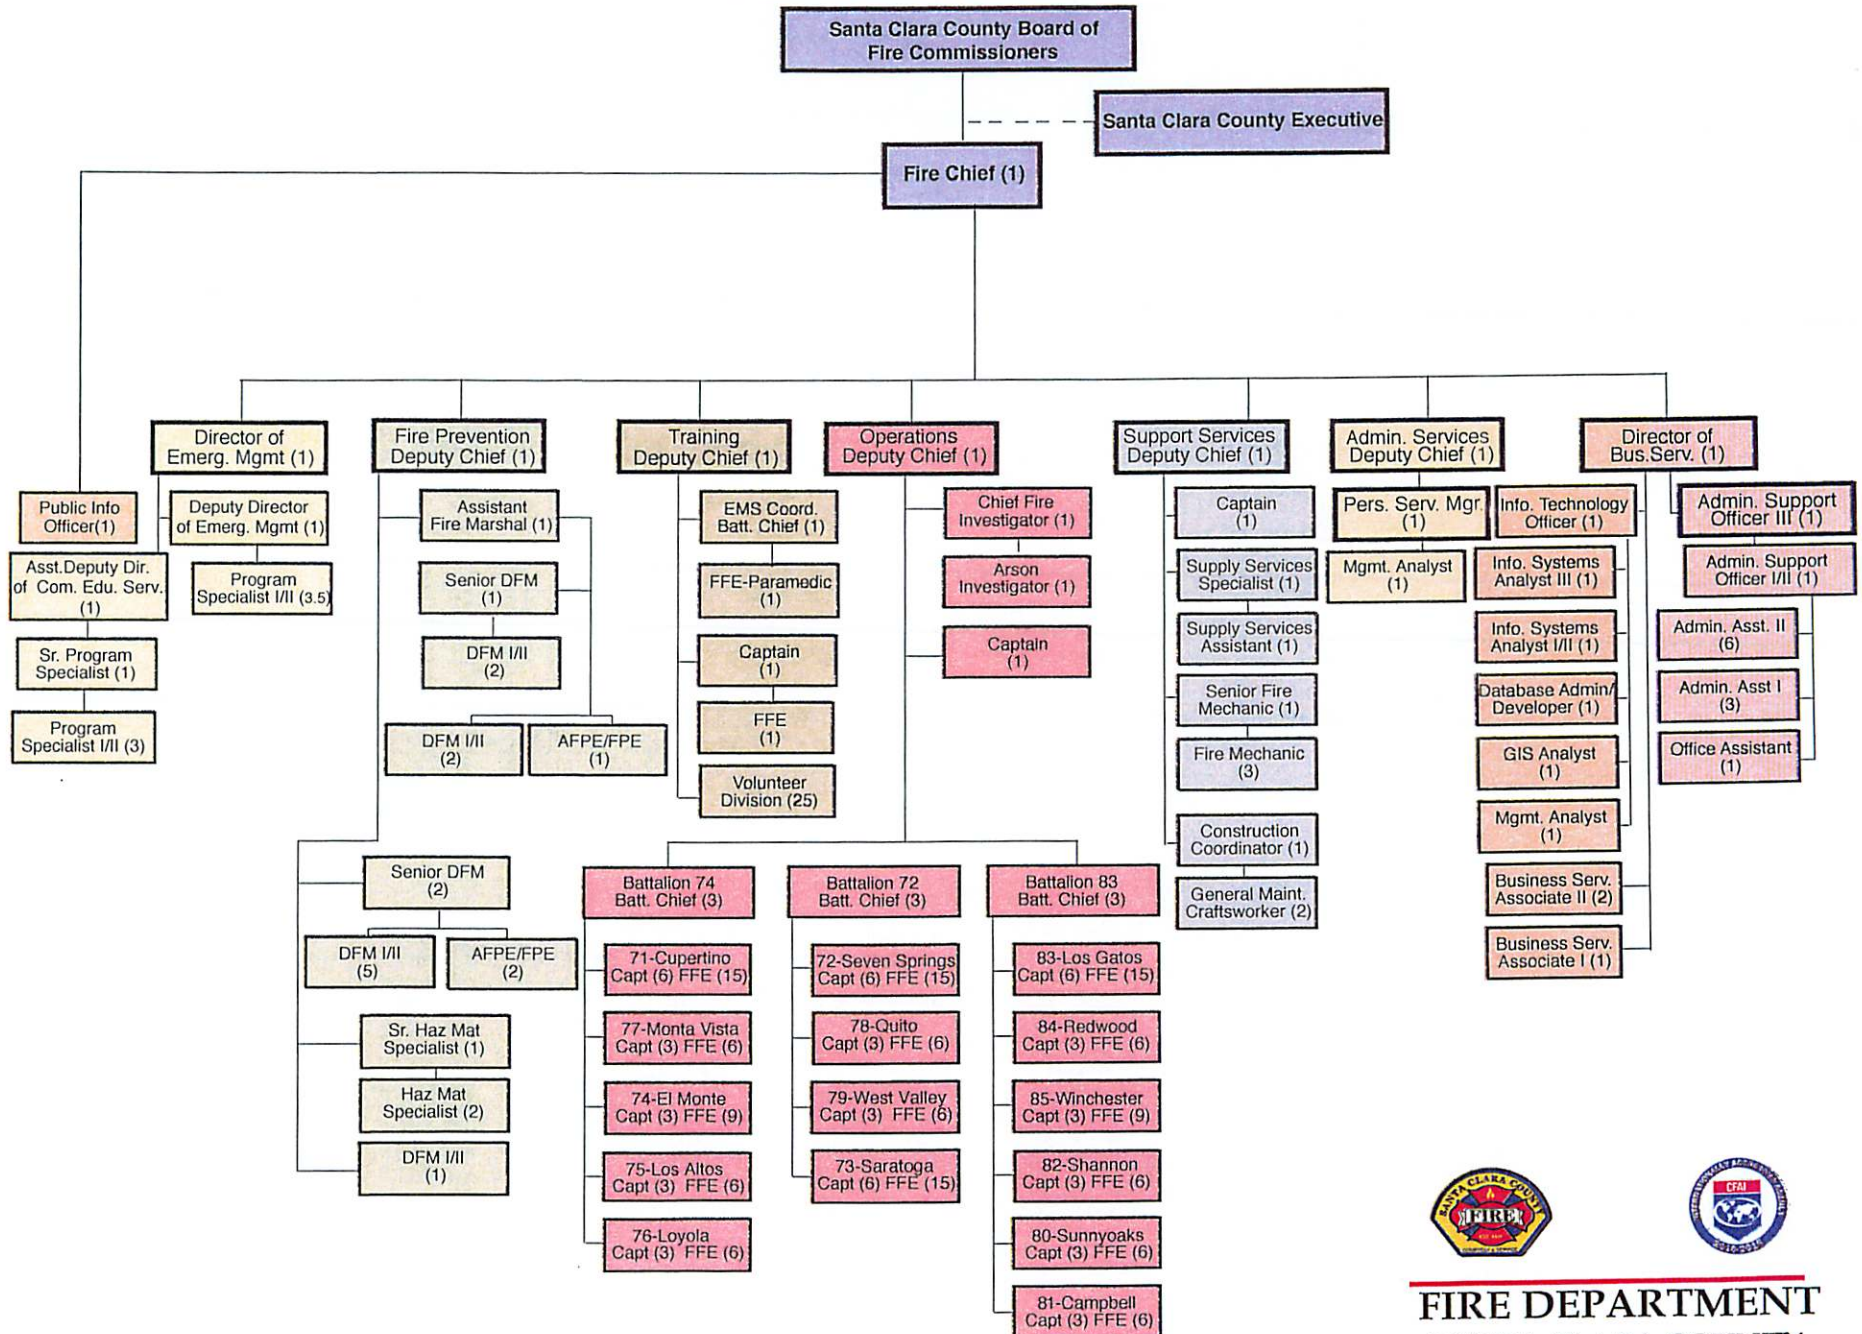 Santa Clara County Board of
Fire Commissioners
Santa Clara County Executive
Fire Chief (1)
Public Info
Officer(1)
Director of
Emerg. Mgmt (1)
Deputy Director
of Emerg. Mgmt (1)
Program
Specialist I/II (3.5)
Asst.Deputy Dir.
of Com. Edu. Serv.
(1)
Sr. Program
Specialist (1)
Program
Specialist I/II (3)
Fire Prevention
Deputy Chief (1)
Assistant
Fire Marshal (1)
Senior DFM
(1)
DFM I/II
(2)
DFM I/II
(2)
AFPE/FPE
(1)
Senior DFM
(2)
DFM I/II
(5)
AFPE/FPE
(2)
Sr. Haz Mat
Specialist (1)
Haz Mat
Specialist (2)
DFM I/II
(1)
Training
Deputy Chief (1)
EMS Coord.
Batt. Chief (1)
FFE-Paramedic
(1)
Captain
(1)
FFE
(1)
Volunteer
Division (25)
Operations
Deputy Chief (1)
Chief Fire
Investigator (1)
Arson
Investigator (1)
Captain
(1)
Battalion 74
Batt. Chief (3)
71-Cupertino
Capt (6) FFE (15)
77-Monta Vista
Capt (3) FFE (6)
74-El Monte
Capt (3) FFE (9)
75-Los Altos
Capt (3) FFE (6)
76-Loyola
Capt (3) FFE (6)
Battalion 72
Batt. Chief (3)
72-Seven Springs
Capt (6) FFE (15)
78-Quito
Capt (3) FFE (6)
79-West Valley
Capt (3) FFE (6)
73-Saratoga
Capt (6) FFE (15)
Battalion 83
Batt. Chief (3)
83-Los Gatos
Capt (6) FFE (15)
84-Redwood
Capt (3) FFE (6)
85-Winchester
Capt (3) FFE (9)
82-Shannon
Capt (3) FFE (6)
80-Sunnyoaks
Capt (3) FFE (6)
81-Campbell
Capt (3) FFE (6)
Support Services
Deputy Chief (1)
Captain
(1)
Supply Services
Specialist (1)
Supply Services
Assistant (1)
Senior Fire
Mechanic (1)
Fire Mechanic
(3)
Construction
Coordinator (1)
General Maint.
Craftsworker (2)
Admin. Services
Deputy Chief (1)
Pers. Serv. Mgr.
(1)
Mgmt. Analyst
(1)
Director of
Bus.Serv. (1)
Info. Technology
Officer (1)
Info. Systems
Analyst III (1)
Info. Systems
Analyst I/II (1)
Database Admin/
Developer (1)
GIS Analyst
(1)
Mgmt. Analyst
(1)
Business Serv.
Associate II (2)
Business Serv.
Associate I (1)
Admin. Support
Officer III (1)
Admin. Support
Officer I/II (1)
Admin. Asst. II
(6)
Admin. Asst I
(3)
Office Assistant
(1)
SANTA CLARA COUNTY
FIRE
CFAI
FIRE DEPARTMENT